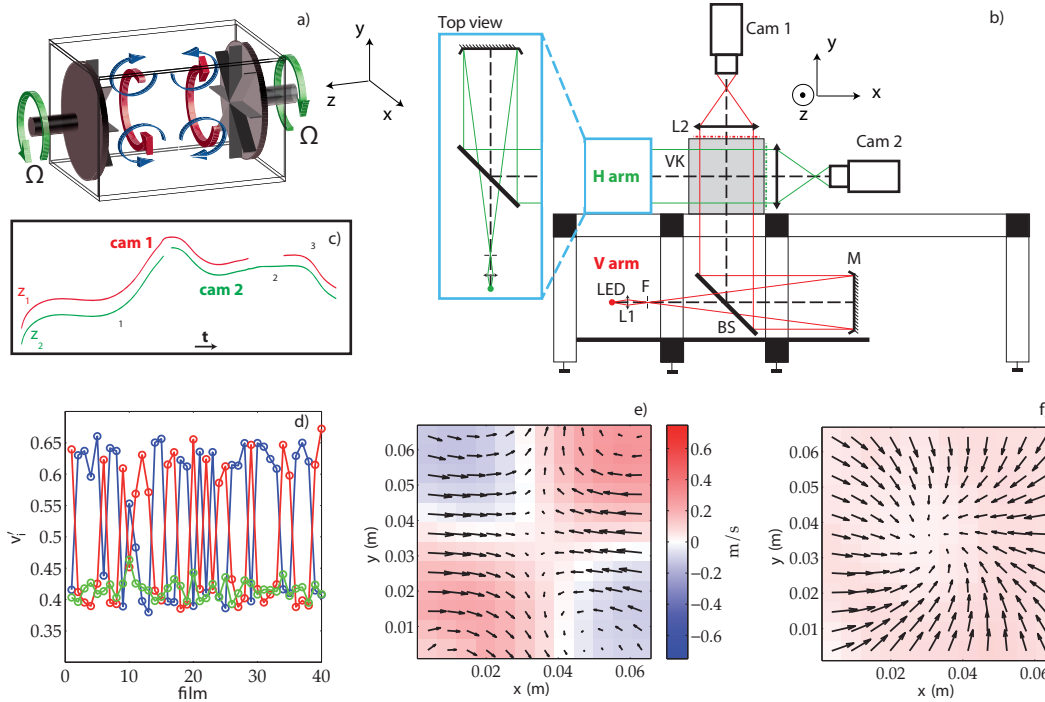 a)
y
z
x
Ω
Ω
Top view
b)
Cam 1
y
x
z
L2
VK
Cam 2
H arm
V arm
LED
F
L1
BS
M
c)
cam 1
cam 2
z1
z2
1
2
3
t
d)
0.65
0.6
0.55
0.5
0.45
0.4
0.35
v'i
0
10
20
30
40
film
e)
0.06
0.05
0.04
0.03
0.02
0.01
y (m)
0.02
0.04
0.06
x (m)
0.6
0.4
0.2
0
−0.2
−0.4
−0.6
m/s
f
0.06
0.05
0.04
0.03
0.02
0.01
y (m)
0.02
0.04
0.06
x (m)